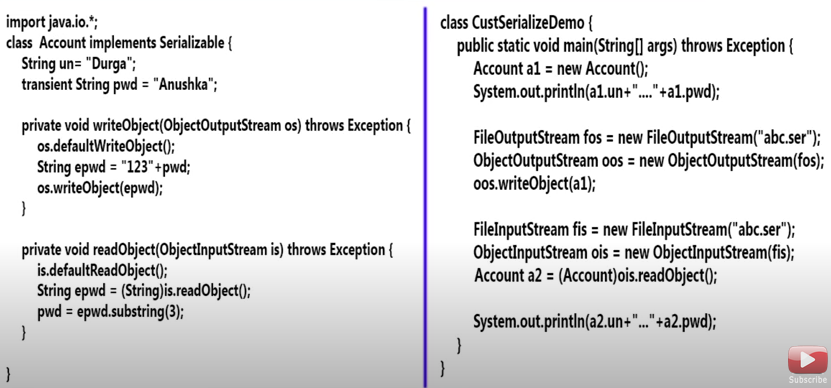 import java.io.*;
class Account implements Serializable {
String un= "Durga";
transient String pwd = "Anushka";
private void writeObject(ObjectOutputStream os) throws Exception {
os.defaultWriteObject();
String epwd = "123"+pwd;
os.writeObject(epwd);
}
private void readObject(ObjectInputStream is) throws Exception {
is.defaultReadObject();
String epwd = (String)is.readObject();
pwd = epwd.substring(3);
}
}
class CustSerializeDemo {
public static void main(String[] args) throws Exception {
Account a1 = new Account();
System.out.println(a1.un+"...."+a1.pwd);
FileOutputStream fos = new FileOutputStream("abc.ser");
ObjectOutputStream oos = new ObjectOutputStream(fos);
oos.writeObject(a1);
FileInputStream fis = new FileInputStream("abc.ser");
ObjectInputStream ois = new ObjectInputStream(fis);
Account a2 = (Account)ois.readObject();
System.out.println(a2.un+"..."+a2.pwd);
}
}
Subscribe